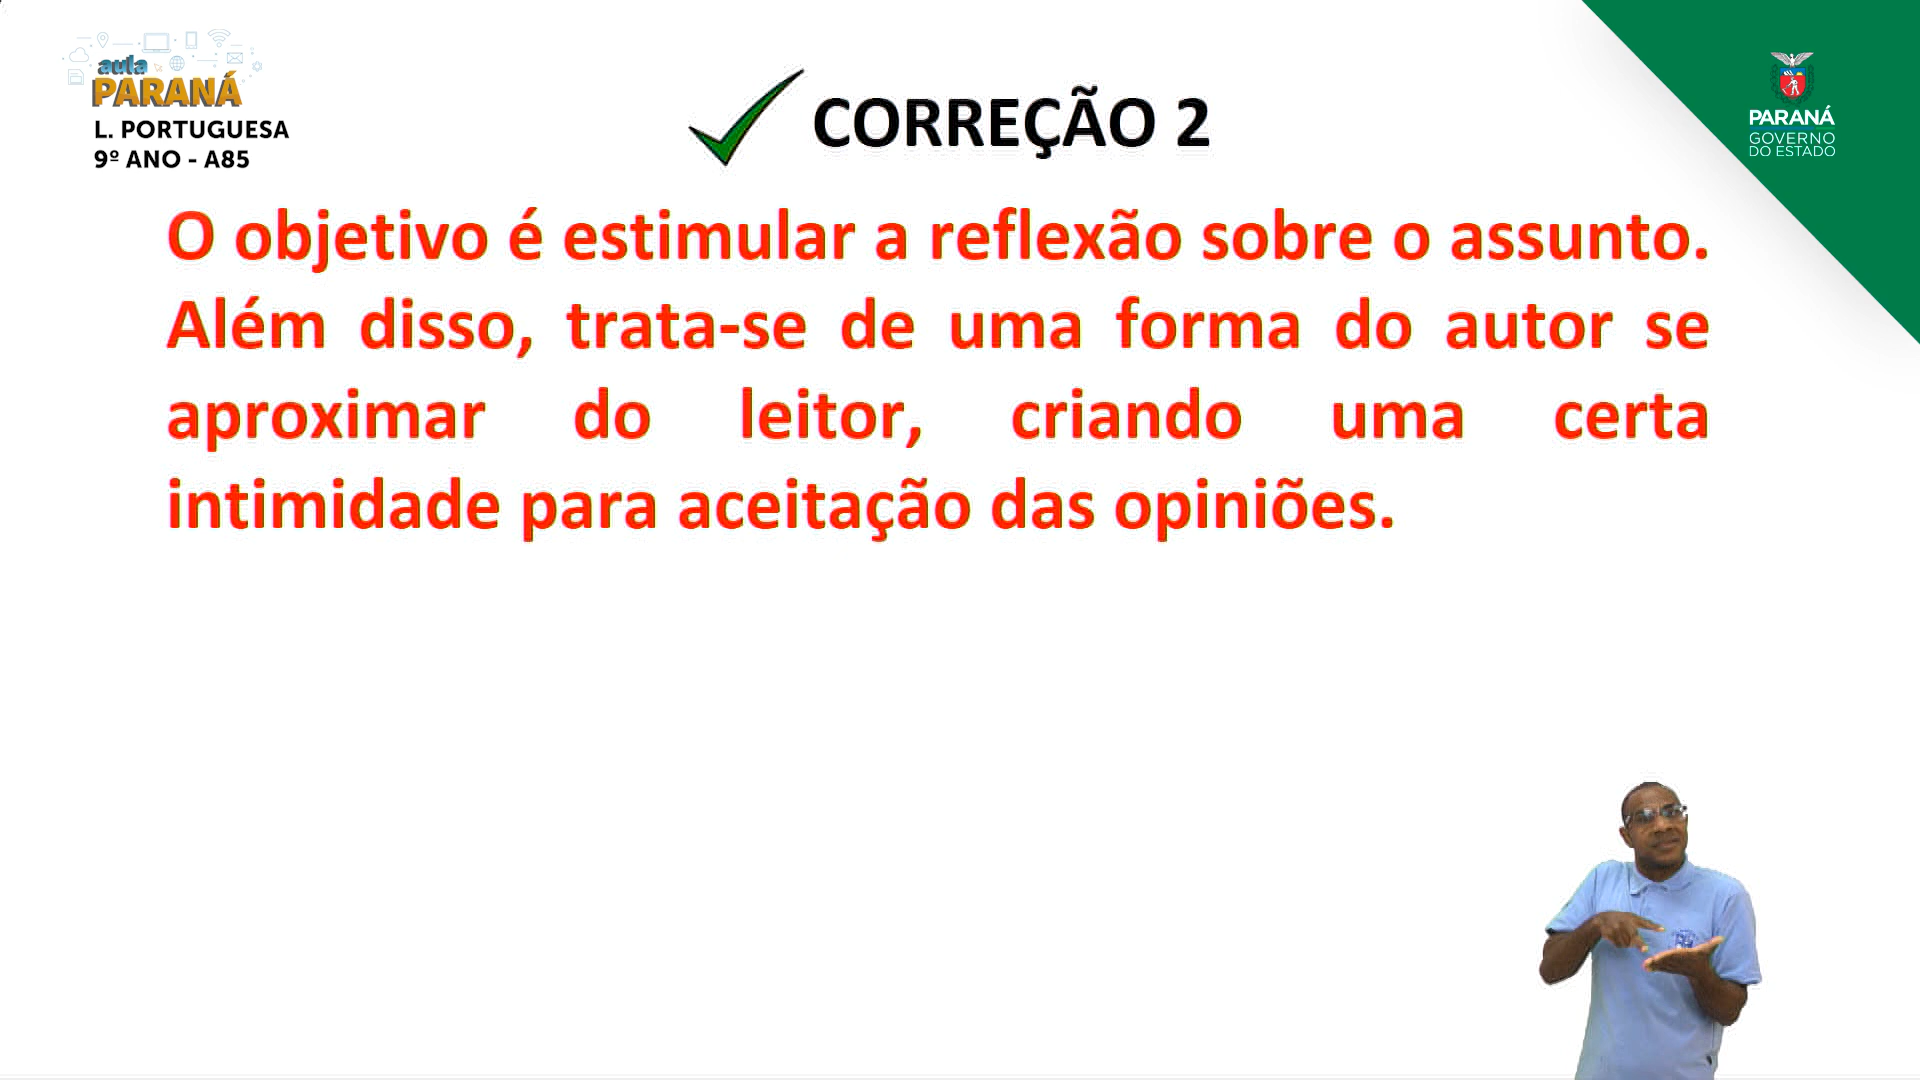 aula
PARANÁ
L. PORTUGUESA
9º ANO - A85
CORREÇÃO 2
PARANÁ
GOVERNO
DO ESTADO
O objetivo é estimular a reflexão sobre o assunto.
Além disso, trata-se de uma forma do autor se
aproximar do leitor, criando uma certa
intimidade para aceitação das opiniões.